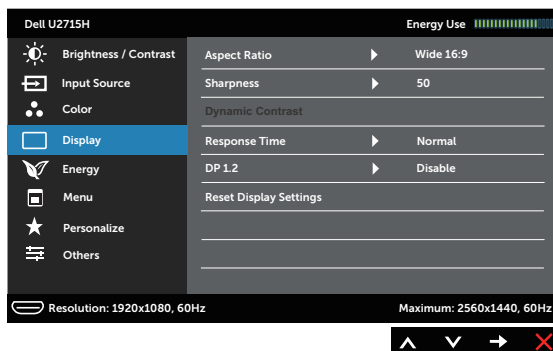 Dell U2715H Energy Use
Brightness / Contrast
Input Source
Color
Display
Energy
Menu
Personalize
Others
Aspect Ratio Wide 16:9
Sharpness 50
Dynamic Contrast
Response Time Normal
DP 1.2 Disable
Reset Display Settings
Resolution: 1920x1080, 60Hz Maximum: 2560x1440, 60Hz